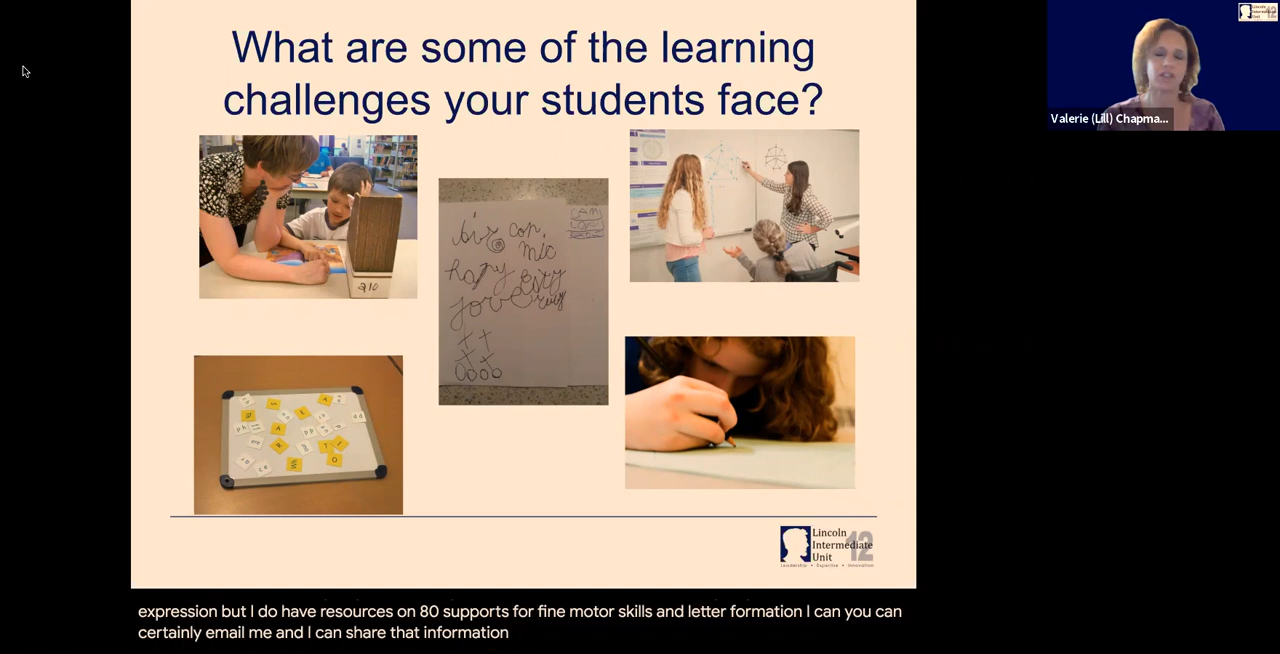 What are some of the learning
challenges your students face?
Valerie (Lill) Chapma...
Lincoln
Intermediate
Unit
12
Leadership • Expertise • Innovation
expression but I do have resources on 80 supports for fine motor skills and letter formation I can you can
certainly email me and I can share that information